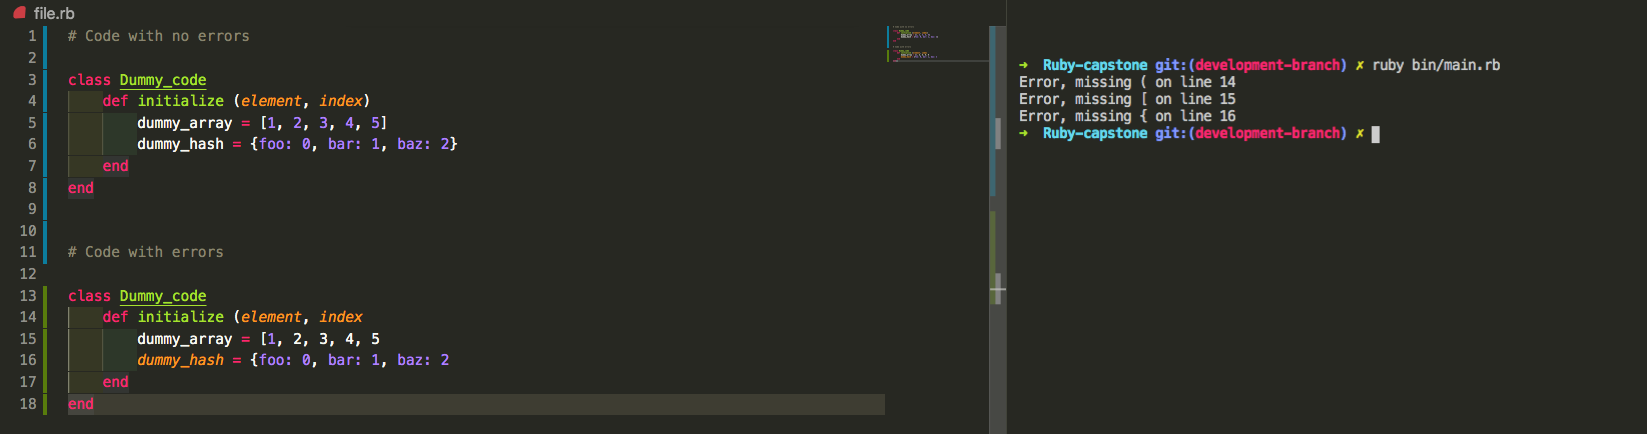 file.rb
1 # Code with no errors
2
3 class Dummy_code
4 def initialize (element, index)
5 dummy_array = [1, 2, 3, 4, 5]
6 dummy_hash = {foo: 0, bar: 1, baz: 2}
7 end
8 end
9
10
11 # Code with errors
12
13 class Dummy_code
14 def initialize (element, index
15 dummy_array = [1, 2, 3, 4, 5
16 dummy_hash = {foo: 0, bar: 1, baz: 2
17 end
18 end
➜ Ruby-capstone git:(development-branch) ✗ ruby bin/main.rb
Error, missing ( on line 14
Error, missing [ on line 15
Error, missing { on line 16
➜ Ruby-capstone git:(development-branch) ✗